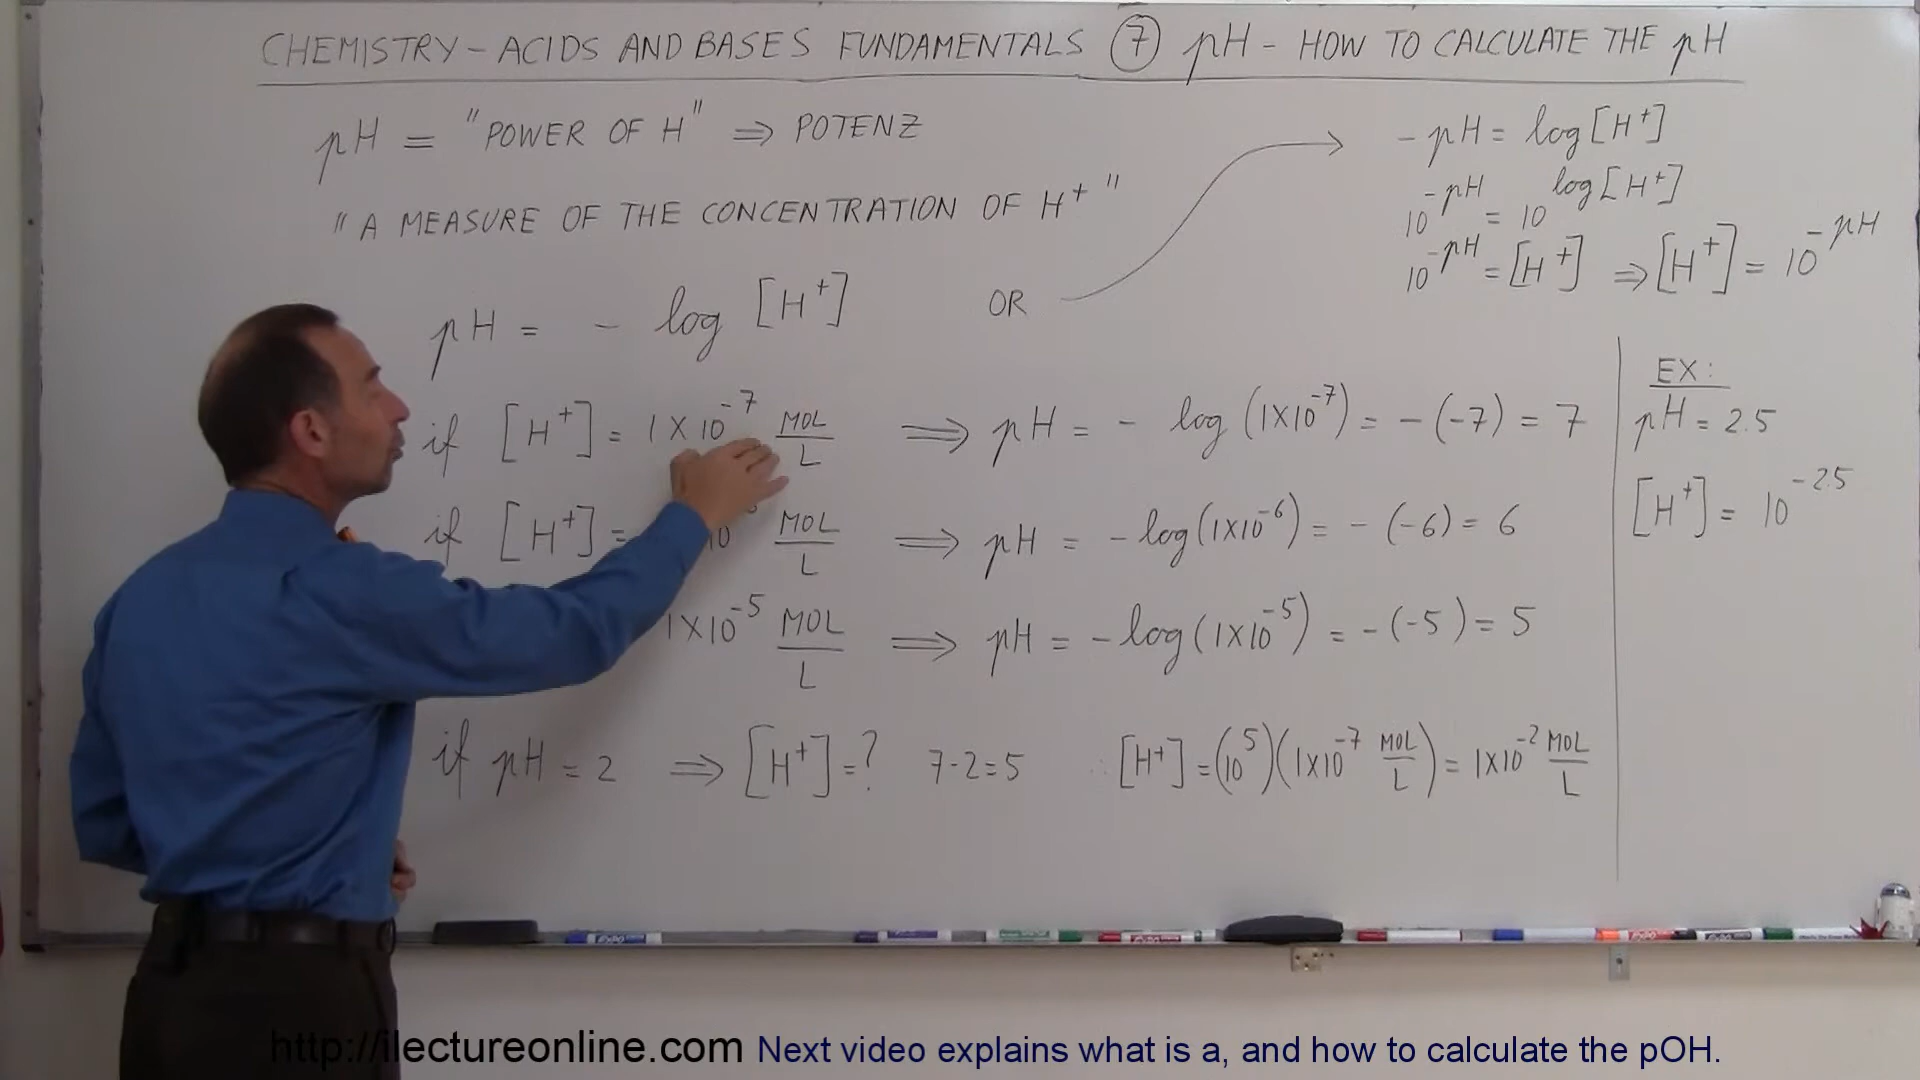 CHEMISTRY - ACIDS AND BASES FUNDAMENTALS ⑦ pH - HOW TO CALCULATE THE pH
pH = "POWER OF H" ⇒ POTENZ
"A MEASURE OF THE CONCENTRATION OF H⁺"
pH = - log [H⁺] OR
-pH = log[H⁺]
10^-pH = 10^log[H⁺]
10^-pH = [H⁺] ⇒ [H⁺] = 10^-pH
if [H⁺] = 1X10⁻⁷ MOL/L ⇒ pH = - log (1X10⁻⁷) = -(-7) = 7
if [H⁺] = MOL/L ⇒ pH = -log(1X10⁻⁶) = -(-6) = 6
1X10⁻⁵ MOL/L ⇒ pH = -log(1X10⁻⁵) = -(-5) = 5
if pH = 2 ⇒ [H⁺] = ? 7-2=5 [H⁺] = (10⁵)(1X10⁻⁷ MOL/L) = 1X10⁻² MOL/L
EX:
pH = 2.5
[H⁺] = 10^-2.5
http://ilectureonline.com Next video explains what is a, and how to calculate the pOH.